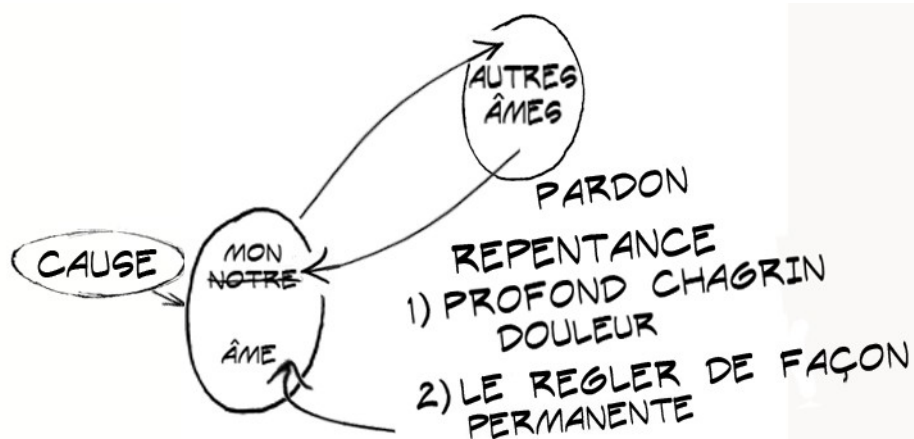 AUTRES
ÂMES
PARDON
CAUSE
MON
NOTRE
ÂME
REPENTANCE
1) PROFOND CHAGRIN
DOULEUR
2) LE REGLER DE FAÇON
PERMANENTE